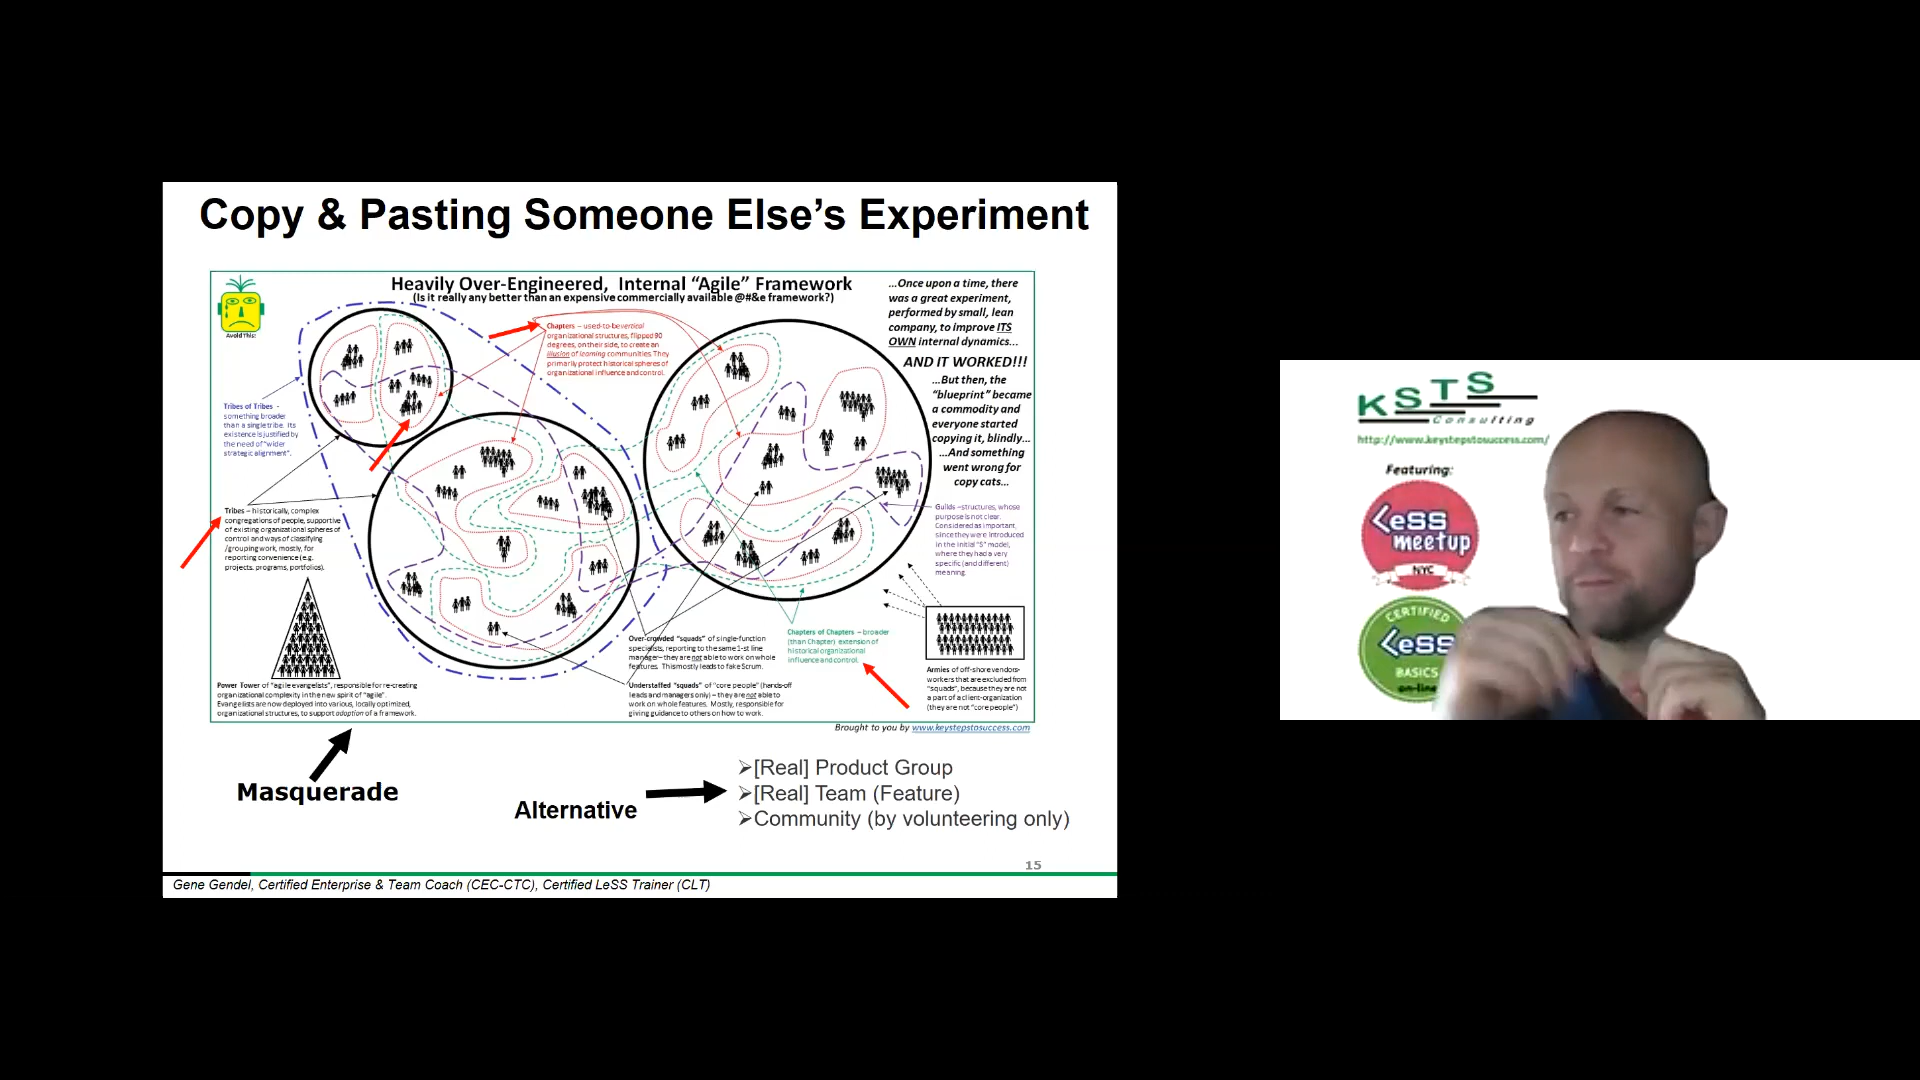 Copy & Pasting Someone Else’s Experiment
Heavily Over-Engineered, Internal “Agile” Framework
(Is it really any better than an expensive commercially available @#&e framework?)
Avoid This!
…Once upon a time, there
was a great experiment,
performed by small, lean
company, to improve ITS
OWN internal dynamics…
AND IT WORKED!!!
…But then, the
“blueprint” became
a commodity and
everyone started
copying it, blindly…
…And something
went wrong for
copy cats…
Chapters – used-to-be vertical
organizational structures, flipped 90
degrees, on their side, to create an
illusion of learning communities. They
primarily protect historical spheres of
organizational influence and control.
Tribes of Tribes -
something broader
than a single tribe. Its
existence is justified by
the need of “wider
strategic alignment”.
Tribes – historically, complex
congregations of people, supportive
of existing organizational spheres of
control and ways of classifying
/grouping work, mostly, for
reporting convenience (e.g.
projects, programs, portfolios).
Guilds –structures, whose
purpose is not clear.
Considered as important,
since they were introduced
in the initial “S” model,
where they had a very
specific (and different)
meaning.
Over-crowded “squads” of single-function
specialists, reporting to the same 1-st line
manager – they are not able to work on whole
features. This mostly leads to fake Scrum.
Chapters of Chapters – broader
(than Chapter) extension of
historical organizational
influence and control.
Power Tower of “agile evangelists”, responsible for re-creating
organizational complexity in the new spirit of “agile”.
Evangelists are now deployed into various, locally optimized,
organizational structures, to support adoption of a framework.
Understaffed “squads” of “core people” (hands-off
leads and managers only) – they are not able to
work on whole features. Mostly, responsible for
giving guidance to others on how to work.
Armies of off-shore vendors-
workers that are excluded from
“squads”, because they are not
a part of a client-organization
(they are not “core people”)
Brought to you by www.keystepstosuccess.com
Masquerade
Alternative
➢[Real] Product Group
➢[Real] Team (Feature)
➢Community (by volunteering only)
15
Gene Gendel, Certified Enterprise & Team Coach (CEC-CTC), Certified LeSS Trainer (CLT)
KSTS
Consulting
http://www.keystepstosuccess.com/
Featuring:
LeSS
meetup
NYC
CERTIFIED
LeSS
BASICS
on-line